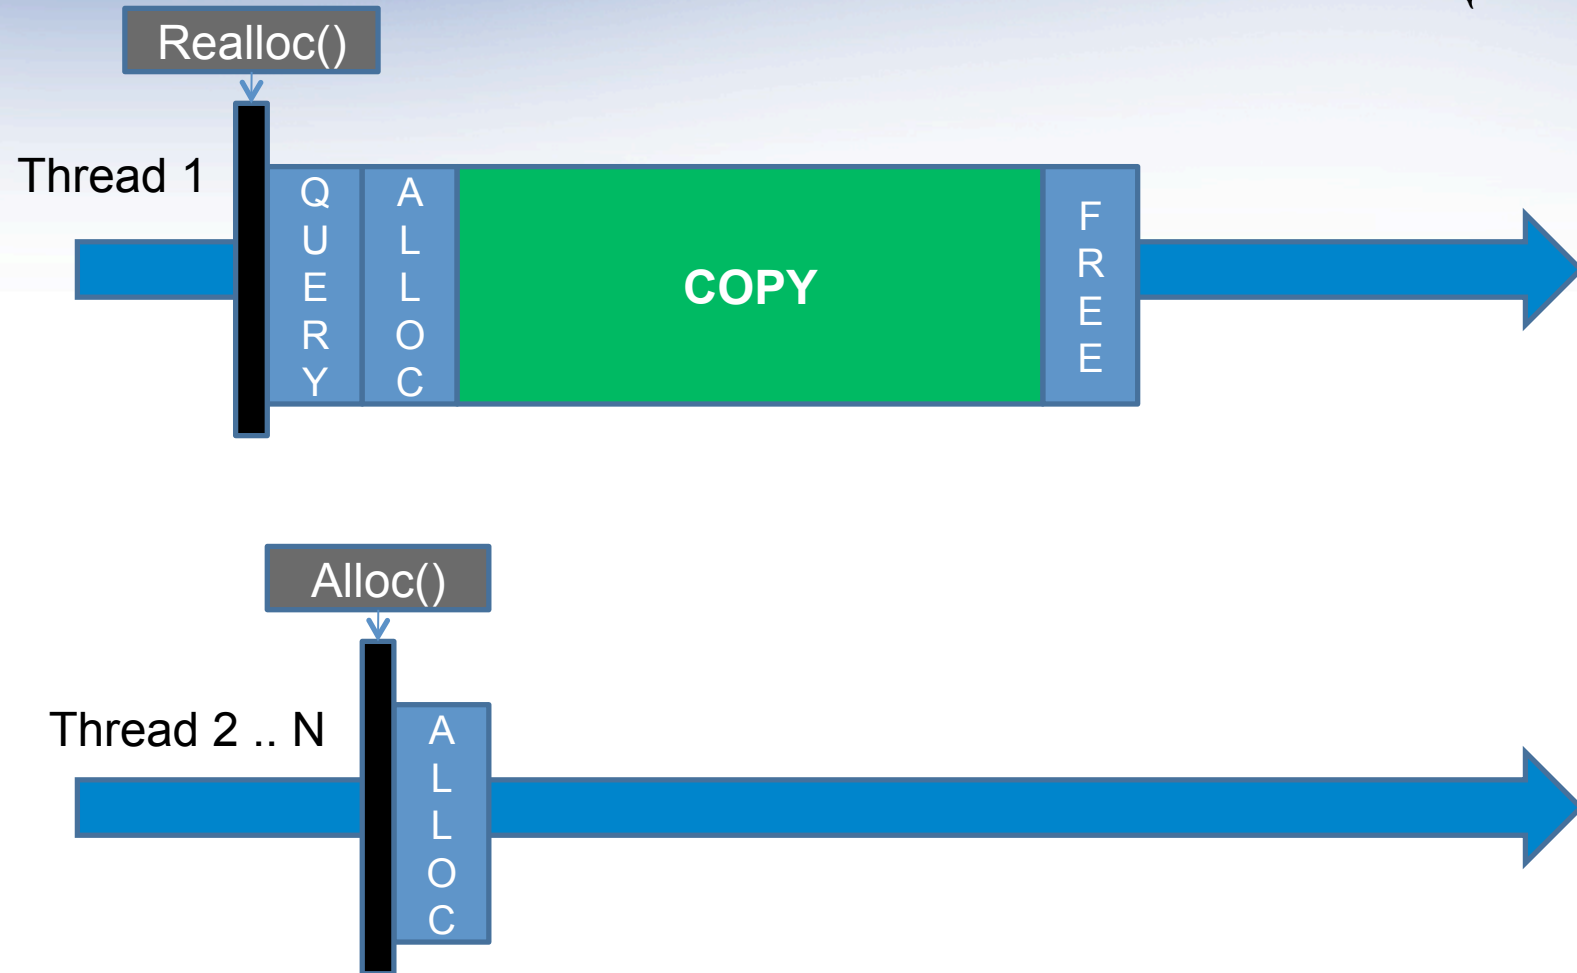 Realloc()
Thread 1
QUERY
ALLOC
COPY
FREE
Alloc()
Thread 2 .. N
ALLOC